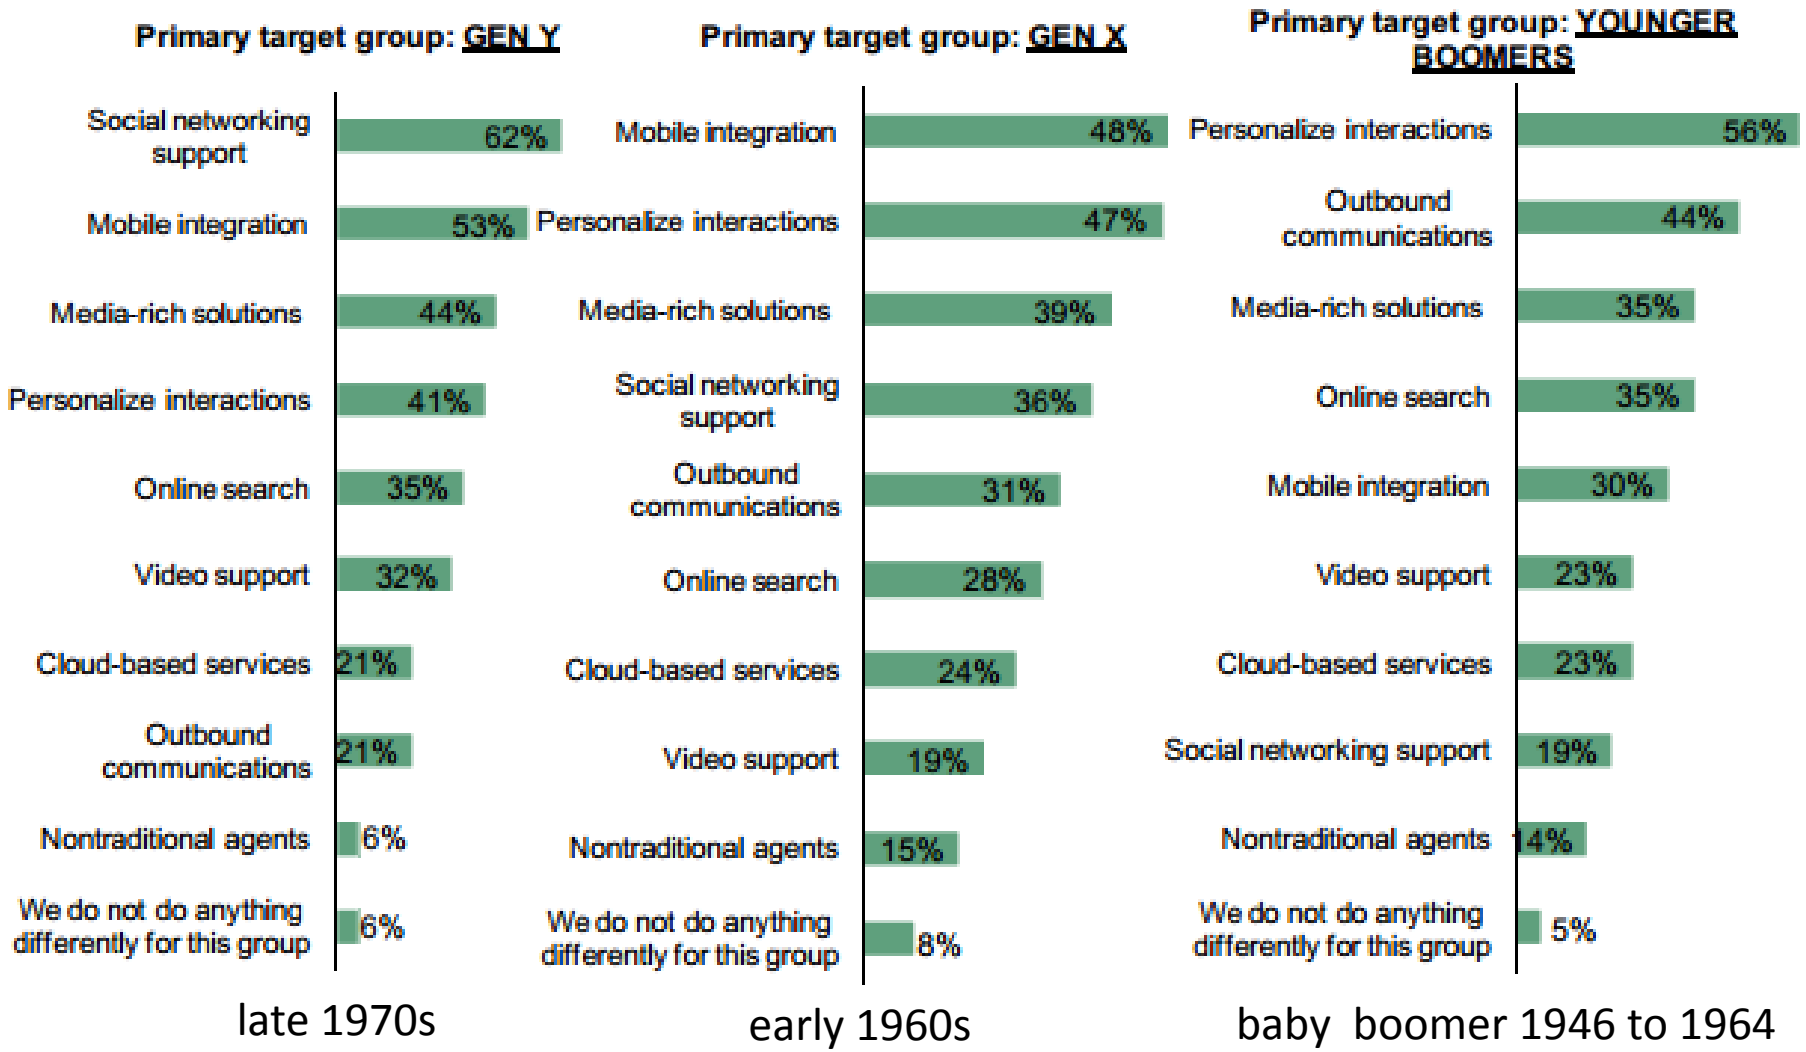 Primary target group: GEN Y
Social networking
support
62%
Mobile integration
53%
Media-rich solutions
44%
Personalize interactions
41%
Online search
35%
Video support
32%
Cloud-based services
21%
Outbound
communications
21%
Nontraditional agents
6%
We do not do anything
differently for this group
6%
late 1970s
Primary target group: GEN X
Mobile integration
48%
Personalize interactions
47%
Media-rich solutions
39%
Social networking
support
36%
Outbound
communications
31%
Online search
28%
Cloud-based services
24%
Video support
19%
Nontraditional agents
15%
We do not do anything
differently for this group
8%
early 1960s
Primary target group: YOUNGER
BOOMERS
Personalize interactions
56%
Outbound
communications
44%
Media-rich solutions
35%
Online search
35%
Mobile integration
30%
Video support
23%
Cloud-based services
23%
Social networking support
19%
Nontraditional agents
14%
We do not do anything
differently for this group
5%
baby boomer 1946 to 1964